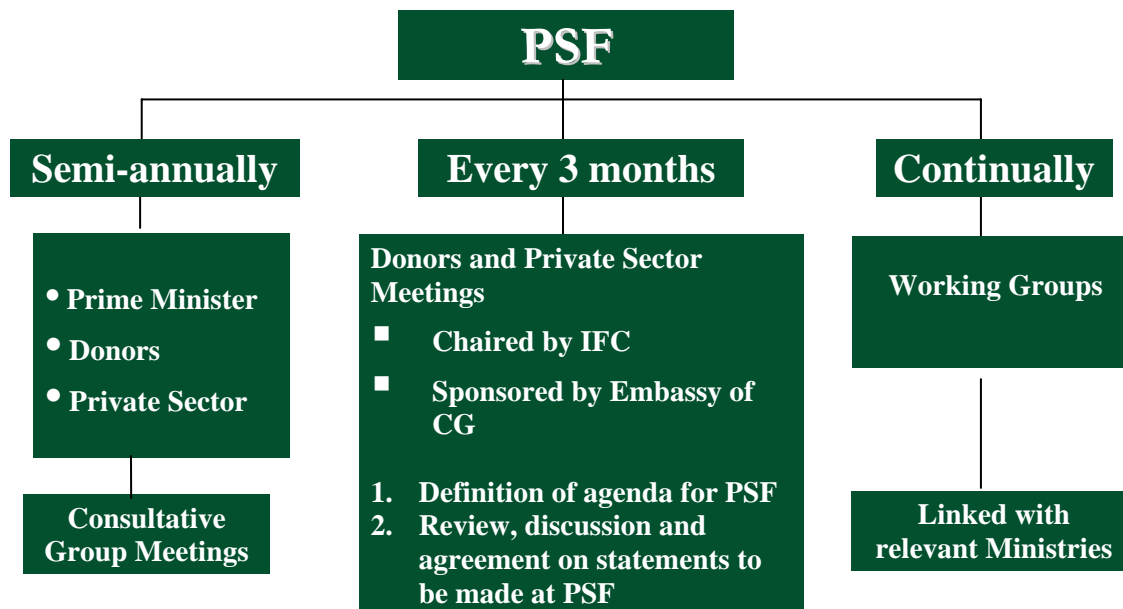 PSF
Semi-annually
Every 3 months
Continually
• Prime Minister
• Donors
• Private Sector
Consultative
Group Meetings
Donors and Private Sector
Meetings
▪ Chaired by IFC
▪ Sponsored by Embassy of
CG
1. Definition of agenda for PSF
2. Review, discussion and
agreement on statements to
be made at PSF
Working Groups
Linked with
relevant Ministries